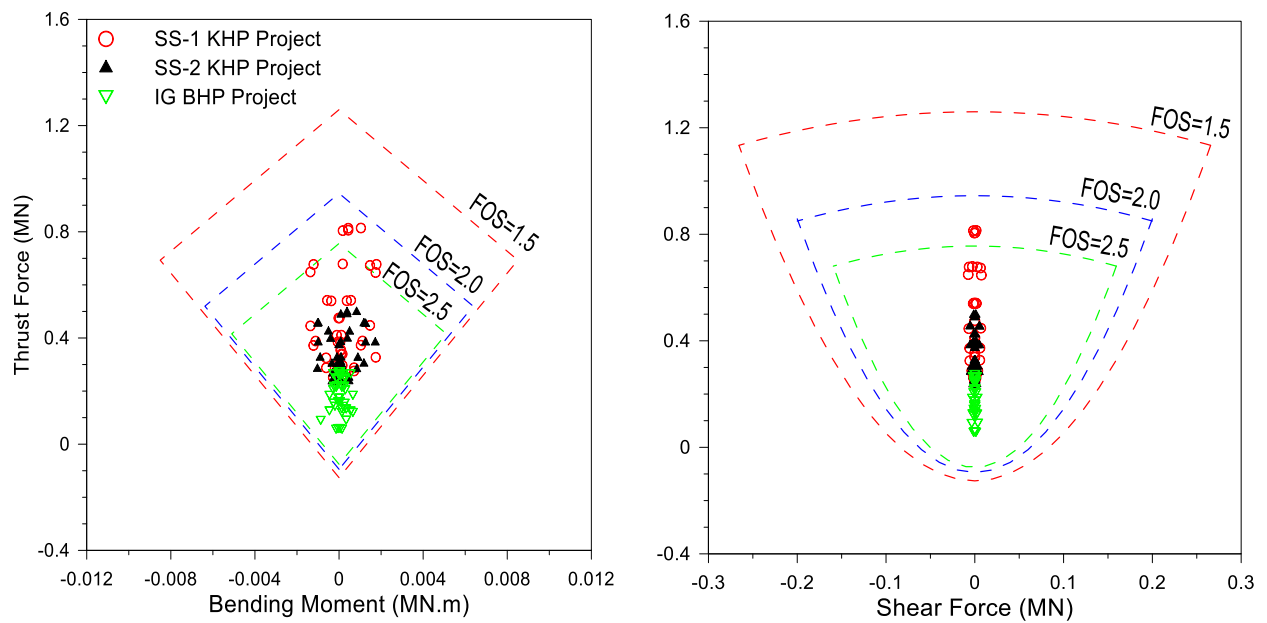 1.6
1.2
0.8
0.4
0
-0.4
Thrust Force (MN)
SS-1 KHP Project
SS-2 KHP Project
IG BHP Project
FOS=1.5
FOS=2.0
FOS=2.5
-0.012 -0.008 -0.004 0 0.004 0.008 0.012
Bending Moment (MN.m)
1.6
1.2
0.8
0.4
0
-0.4
FOS=1.5
FOS=2.0
FOS=2.5
-0.3 -0.2 -0.1 0 0.1 0.2 0.3
Shear Force (MN)